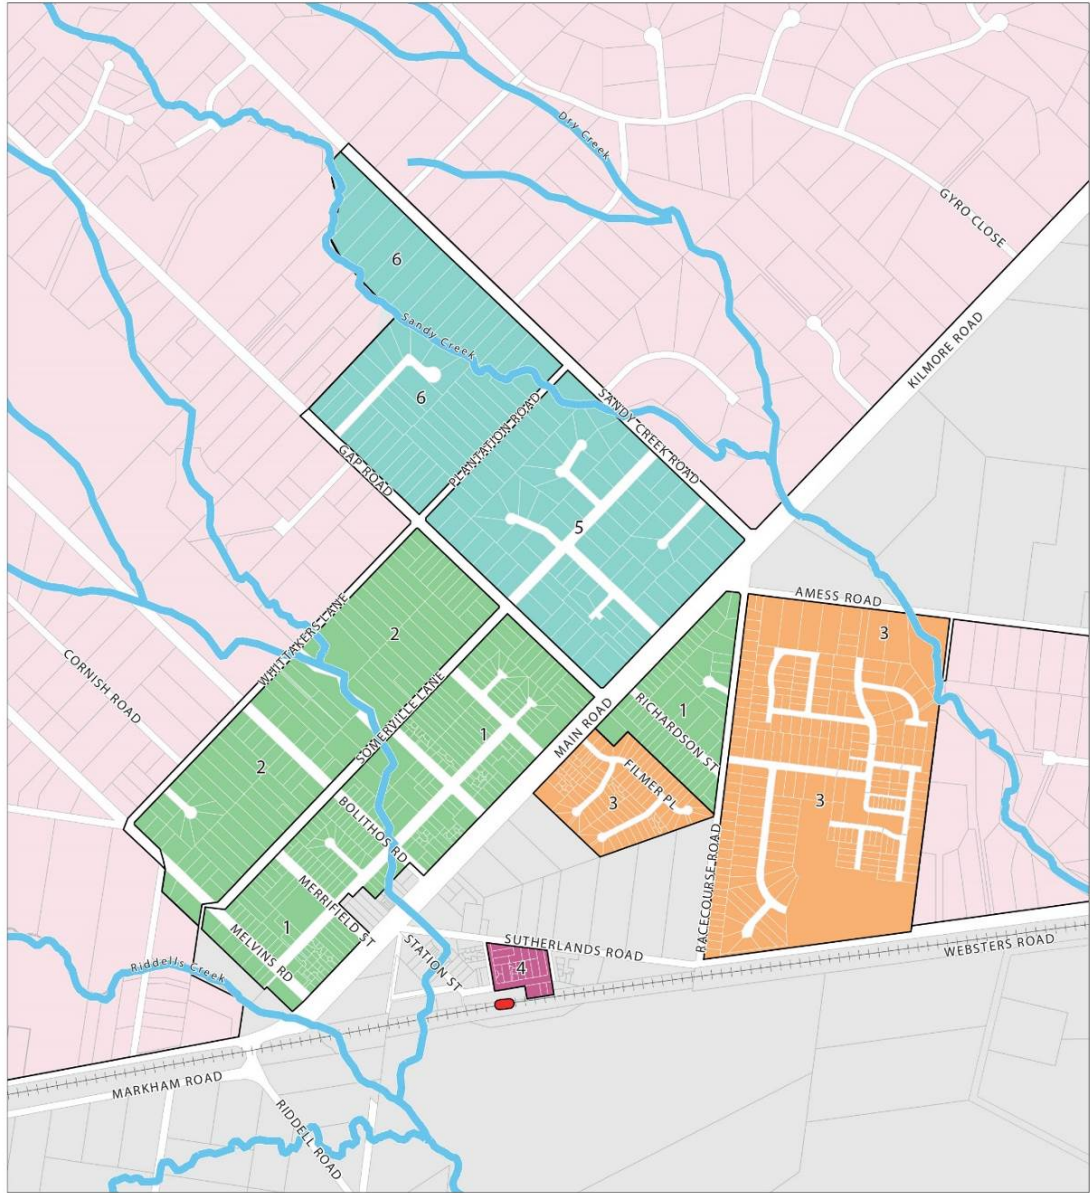 Dry Creek
GYRO CLOSE
6
Sandy Creek
KILMORE ROAD
6
SANDY CREEK ROAD
PLANTATION ROAD
GAP ROAD
5
AMESS ROAD
WHITTAKERS LANE
2
3
CORNISH ROAD
SOMERVILLE LANE
RICHARDSON ST
1
1
MAIN ROAD
2
FILMER PL
3
3
BOLITHOS RD
RACECOURSE ROAD
MERRIFIELD ST
1
MELVINS RD
STATION ST
SUTHERLANDS ROAD
WEBSTERS ROAD
4
Riddells Creek
MARKHAM ROAD
RIDDELL ROAD